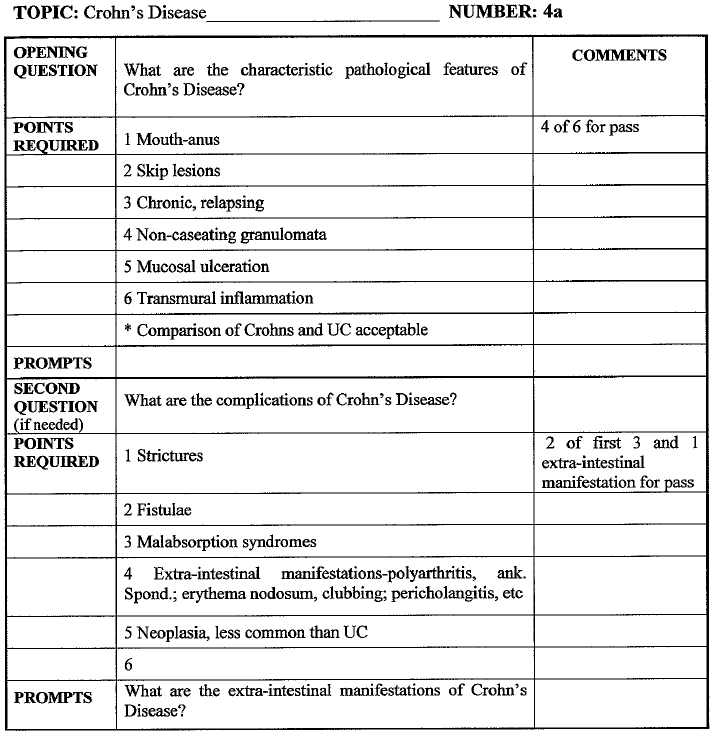 TOPIC: Crohn's Disease NUMBER: 4a
OPENING QUESTION
What are the characteristic pathological features of
Crohn's Disease?
COMMENTS
POINTS REQUIRED
1 Mouth-anus
4 of 6 for pass
2 Skip lesions
3 Chronic, relapsing
4 Non-caseating granulomata
5 Mucosal ulceration
6 Transmural inflammation
* Comparison of Crohns and UC acceptable
PROMPTS
SECOND QUESTION (if needed)
What are the complications of Crohn's Disease?
POINTS REQUIRED
1 Strictures
2 of first 3 and 1
extra-intestinal
manifestation for pass
2 Fistulae
3 Malabsorption syndromes
4 Extra-intestinal manifestations-polyarthritis, ank.
Spond.; erythema nodosum, clubbing; pericholangitis, etc
5 Neoplasia, less common than UC
6
PROMPTS
What are the extra-intestinal manifestations of Crohn's
Disease?